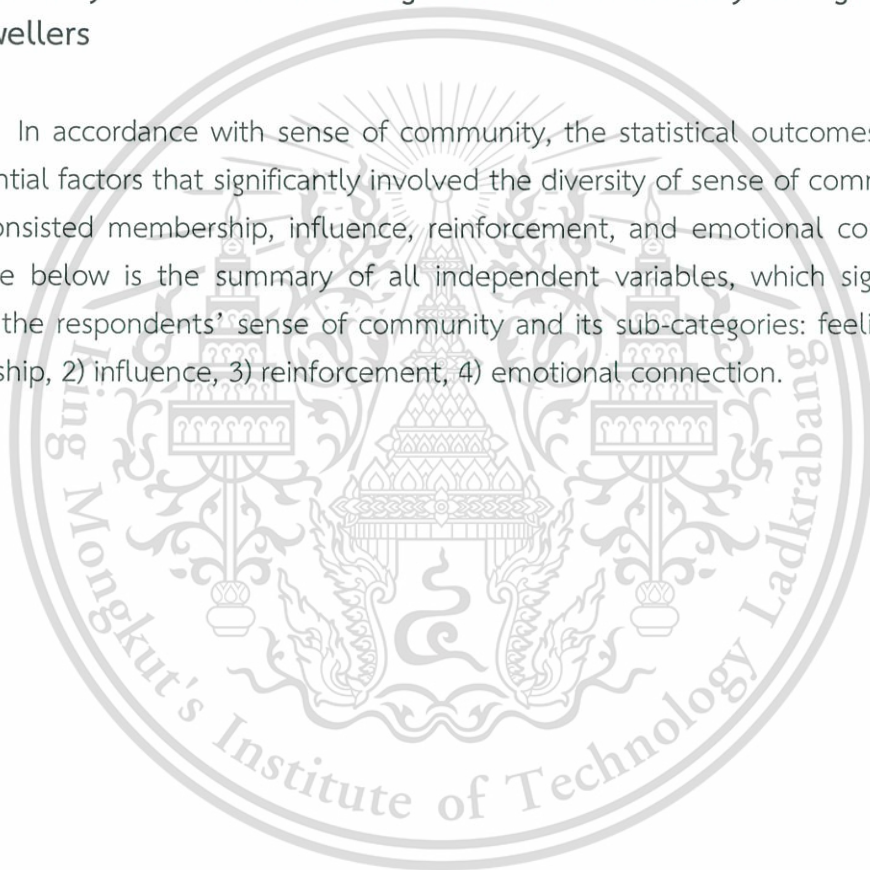 wellers
In accordance with sense of community, the statistical outcomes
ntial factors that significantly involved the diversity of sense of comm
onsisted membership, influence, reinforcement, and emotional co
e below is the summary of all independent variables, which sig
the respondents' sense of community and its sub-categories: feeli
ship, 2) influence, 3) reinforcement, 4) emotional connection.
King Mongkut's Institute of Technology Ladkrabang